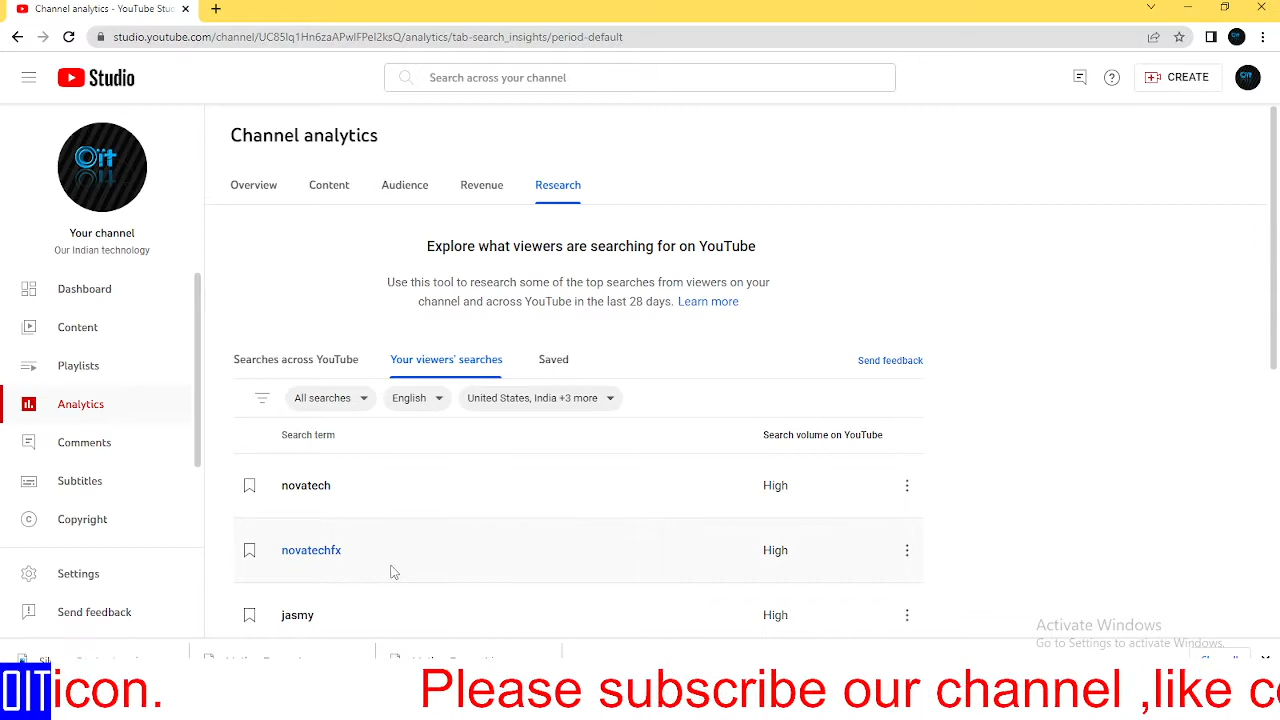 Channel analytics - YouTube Stu
studio.youtube.com/channel/UC85Iq1Hn6zaAPwIFPel2ksQ/analytics/tab-search_insights/period-default
Studio
Search across your channel
CREATE
Oit
Your channel
Our Indian technology
Dashboard
Content
Playlists
Analytics
Comments
Subtitles
Copyright
Settings
Send feedback
Channel analytics
Overview Content Audience Revenue Research
Explore what viewers are searching for on YouTube
Use this tool to research some of the top searches from viewers on your
channel and across YouTube in the last 28 days. Learn more
Searches across YouTube Your viewers' searches Saved Send feedback
All searches English United States, India +3 more
Search term Search volume on YouTube
novatech High
novatechfx High
jasmy High
Activate Windows
Go to Settings to activate Windows.
OIT icon. Please subscribe our channel ,like c